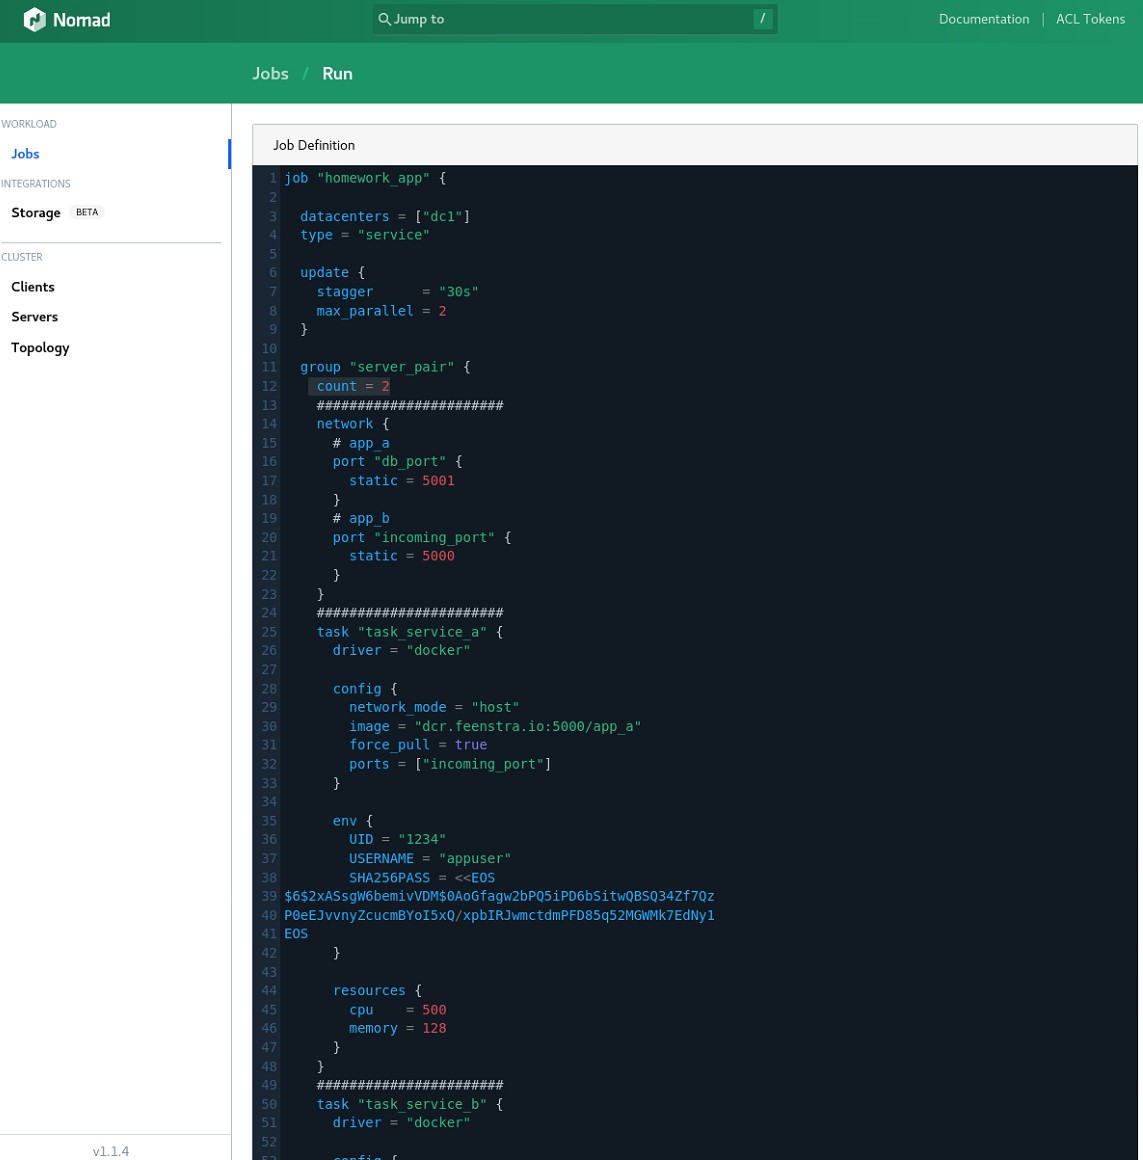 Nomad
Jump to
/
Documentation | ACL Tokens
Jobs / Run
WORKLOAD
Jobs
INTEGRATIONS
Storage BETA
CLUSTER
Clients
Servers
Topology
v1.1.4
Job Definition
1 job "homework_app" {
2
3 datacenters = ["dc1"]
4 type = "service"
5
6 update {
7 stagger = "30s"
8 max_parallel = 2
9 }
10
11 group "server_pair" {
12 count = 2
13 #######################
14 network {
15 # app_a
16 port "db_port" {
17 static = 5001
18 }
19 # app_b
20 port "incoming_port" {
21 static = 5000
22 }
23 }
24 #######################
25 task "task_service_a" {
26 driver = "docker"
27
28 config {
29 network_mode = "host"
30 image = "dcr.feenstra.io:5000/app_a"
31 force_pull = true
32 ports = ["incoming_port"]
33 }
34
35 env {
36 UID = "1234"
37 USERNAME = "appuser"
38 SHA256PASS = <<EOS
39 $6$2xASsgW6bemivVDM$0AoGfagw2bPQ5iPD6bSitwQBSQ34Zf7Qz
40 P0eEJvvnyZcucmBYoI5xQ/xpbIRJwmctdmPFD85q52MGWMk7EdNy1
41 EOS
42 }
43
44 resources {
45 cpu = 500
46 memory = 128
47 }
48 }
49 #######################
50 task "task_service_b" {
51 driver = "docker"
52
53 config {